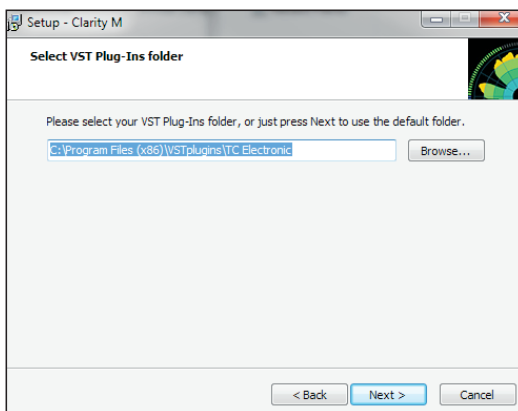 Setup - Clarity M
Select VST Plug-Ins folder
Please select your VST Plug-Ins folder, or just press Next to use the default folder.
C:\Program Files (x86)\VSTplugins\TC Electronic
Browse...
< Back
Next >
Cancel